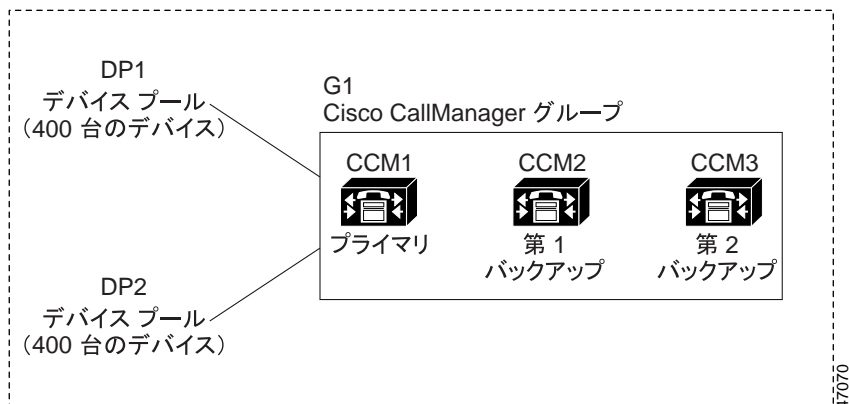 DP1
デバイス プール
（400 台のデバイス）
G1
Cisco CallManager グループ
CCM1
プライマリ
CCM2
第 1
バックアップ
CCM3
第 2
バックアップ
DP2
デバイス プール
（400 台のデバイス）
47070